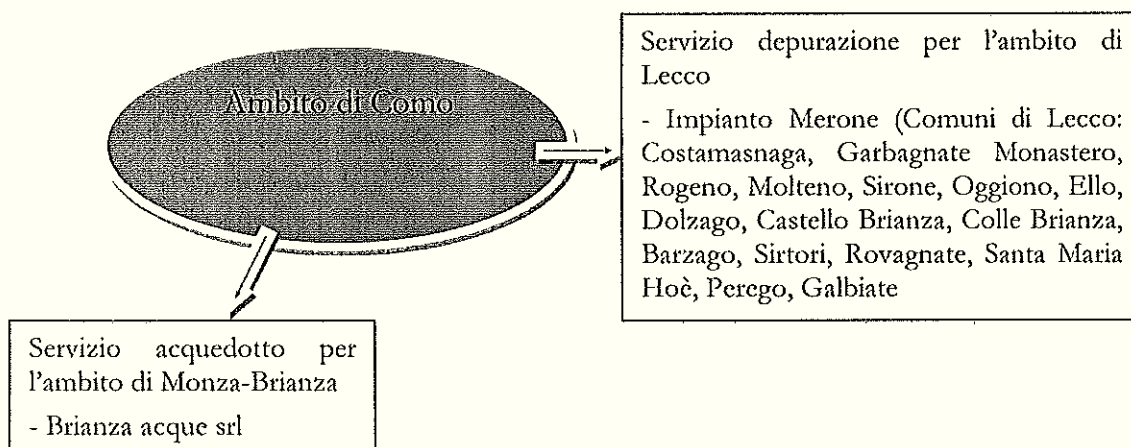 Ambito di Como
Servizio depurazione per l'ambito di
Lecco
- Impianto Merone (Comuni di Lecco:
Costamasnaga, Garbagnate Monastero,
Rogeno, Molteno, Sirone, Oggiono, Ello,
Dolzago, Castello Brianza, Colle Brianza,
Barzago, Sirtori, Rovagnate, Santa Maria
Hoè, Perego, Galbiate
Servizio acquedotto per
l'ambito di Monza-Brianza
- Brianza acque srl